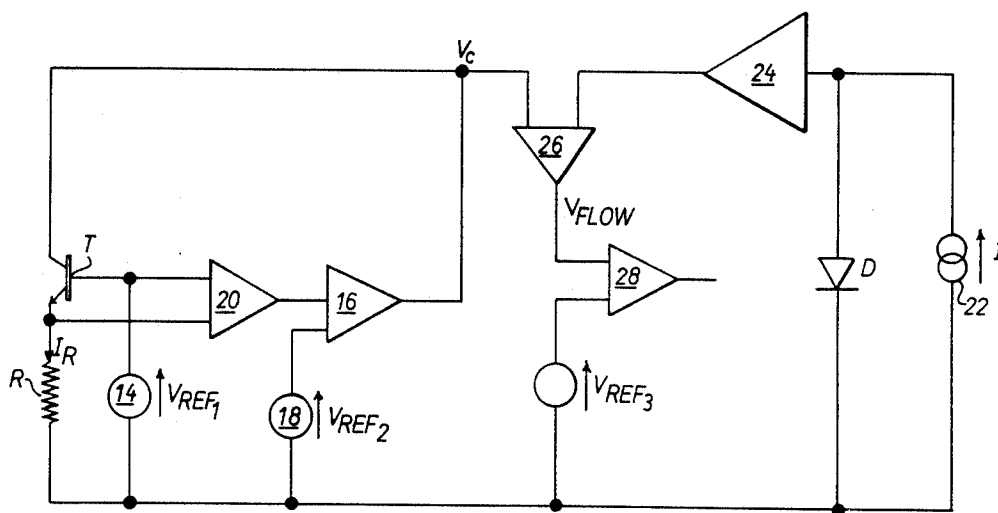 V_c
24
26
V_FLOW
T
20
16
28
D
I
22
I_R
R
14
V_REF1
18
V_REF2
V_REF3